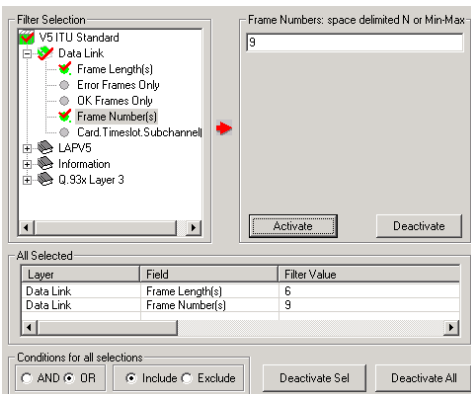 Filter Selection
V5 ITU Standard
Data Link
Frame Length(s)
Error Frames Only
OK Frames Only
Frame Number(s)
Card.Timeslot.Subchannel(
LAPV5
Information
Q.93x Layer 3
Frame Numbers: space delimited N or Min-Max
9
Activate Deactivate
All Selected
Layer Field Filter Value
Data Link Frame Length(s) 6
Data Link Frame Number(s) 9
Conditions for all selections
AND OR Include Exclude Deactivate Sel Deactivate All